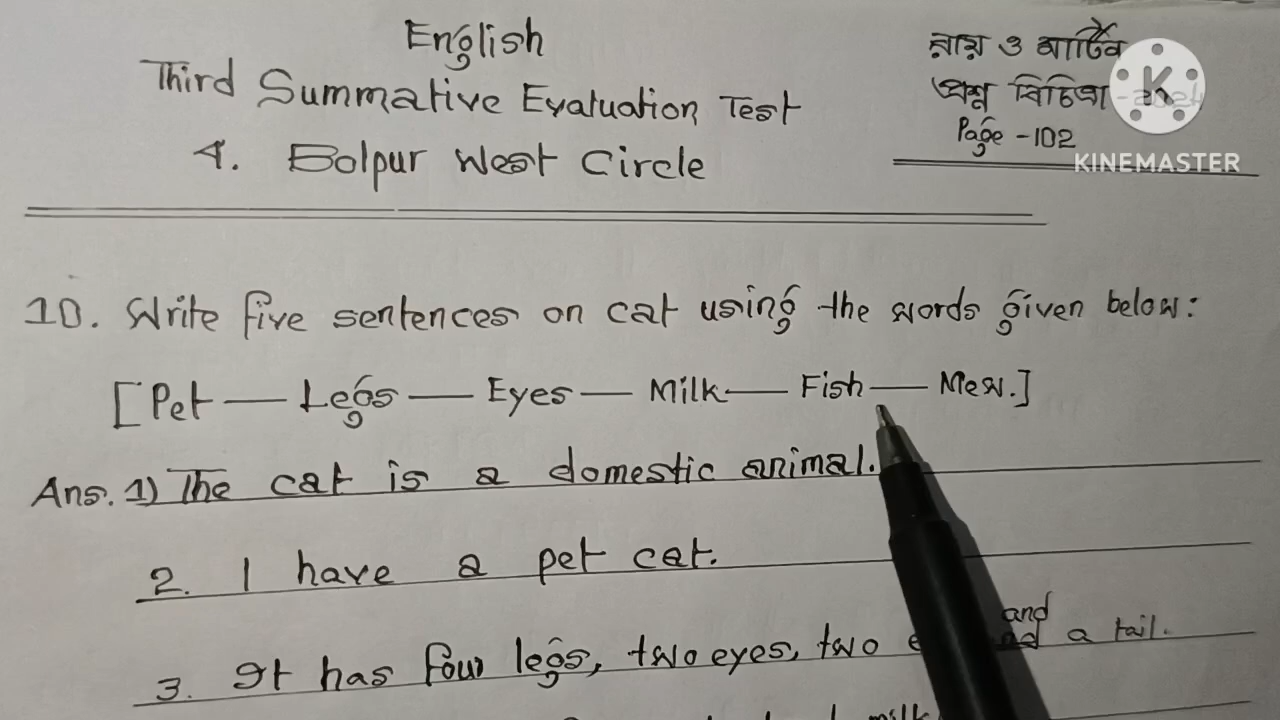 English
Third Summative Evaluation Test
4. Bolpur West Circle
রায় ও মার্টিন
প্রশ্ন বিচিত্রা
Page -102
KINEMASTER
10. Write five sentences on cat using the words given below:
[Pet — Legs — Eyes — Milk — Fish — Mew.]
Ans. 1) The cat is a domestic animal.
2. I have a pet cat.
3. It has four legs, two eyes, two and a tail.
milk